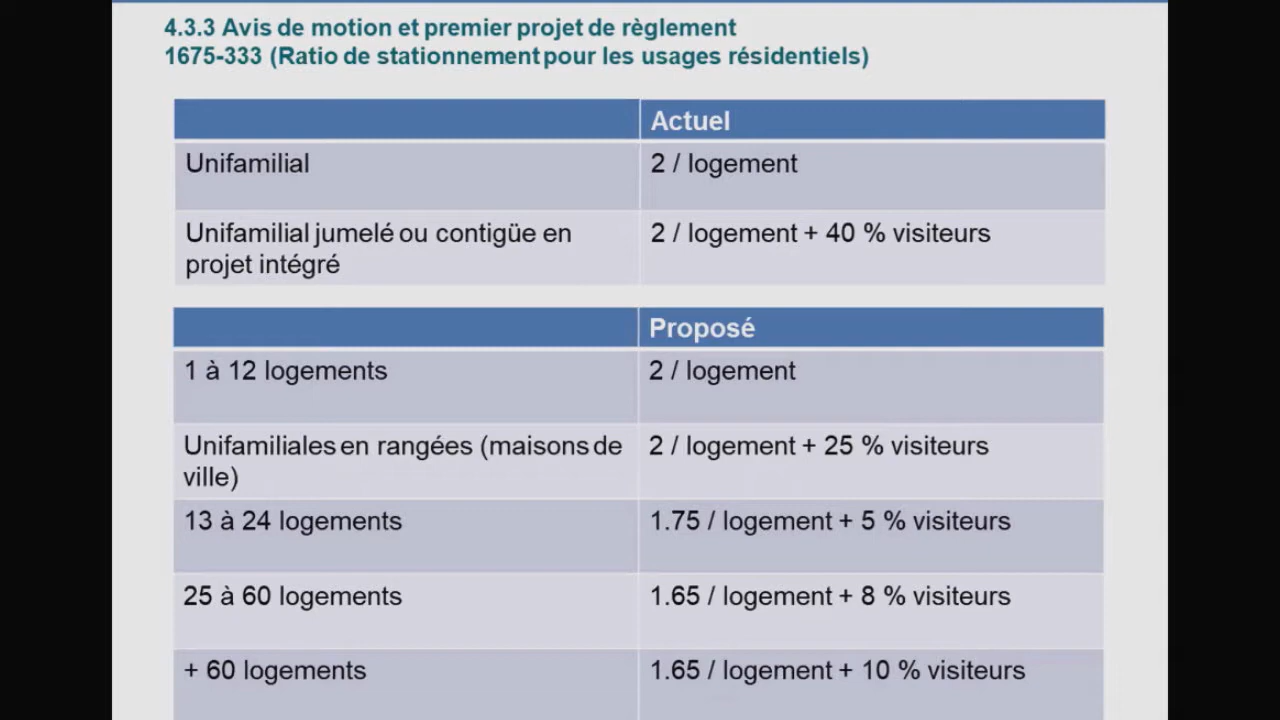 4.3.3 Avis de motion et premier projet de règlement
1675-333 (Ratio de stationnement pour les usages résidentiels)
Actuel
Unifamilial
2 / logement
Unifamilial jumelé ou contigüe en
projet intégré
2 / logement + 40 % visiteurs
Proposé
1 à 12 logements
2 / logement
Unifamiliales en rangées (maisons de
ville)
2 / logement + 25 % visiteurs
13 à 24 logements
1.75 / logement + 5 % visiteurs
25 à 60 logements
1.65 / logement + 8 % visiteurs
+ 60 logements
1.65 / logement + 10 % visiteurs